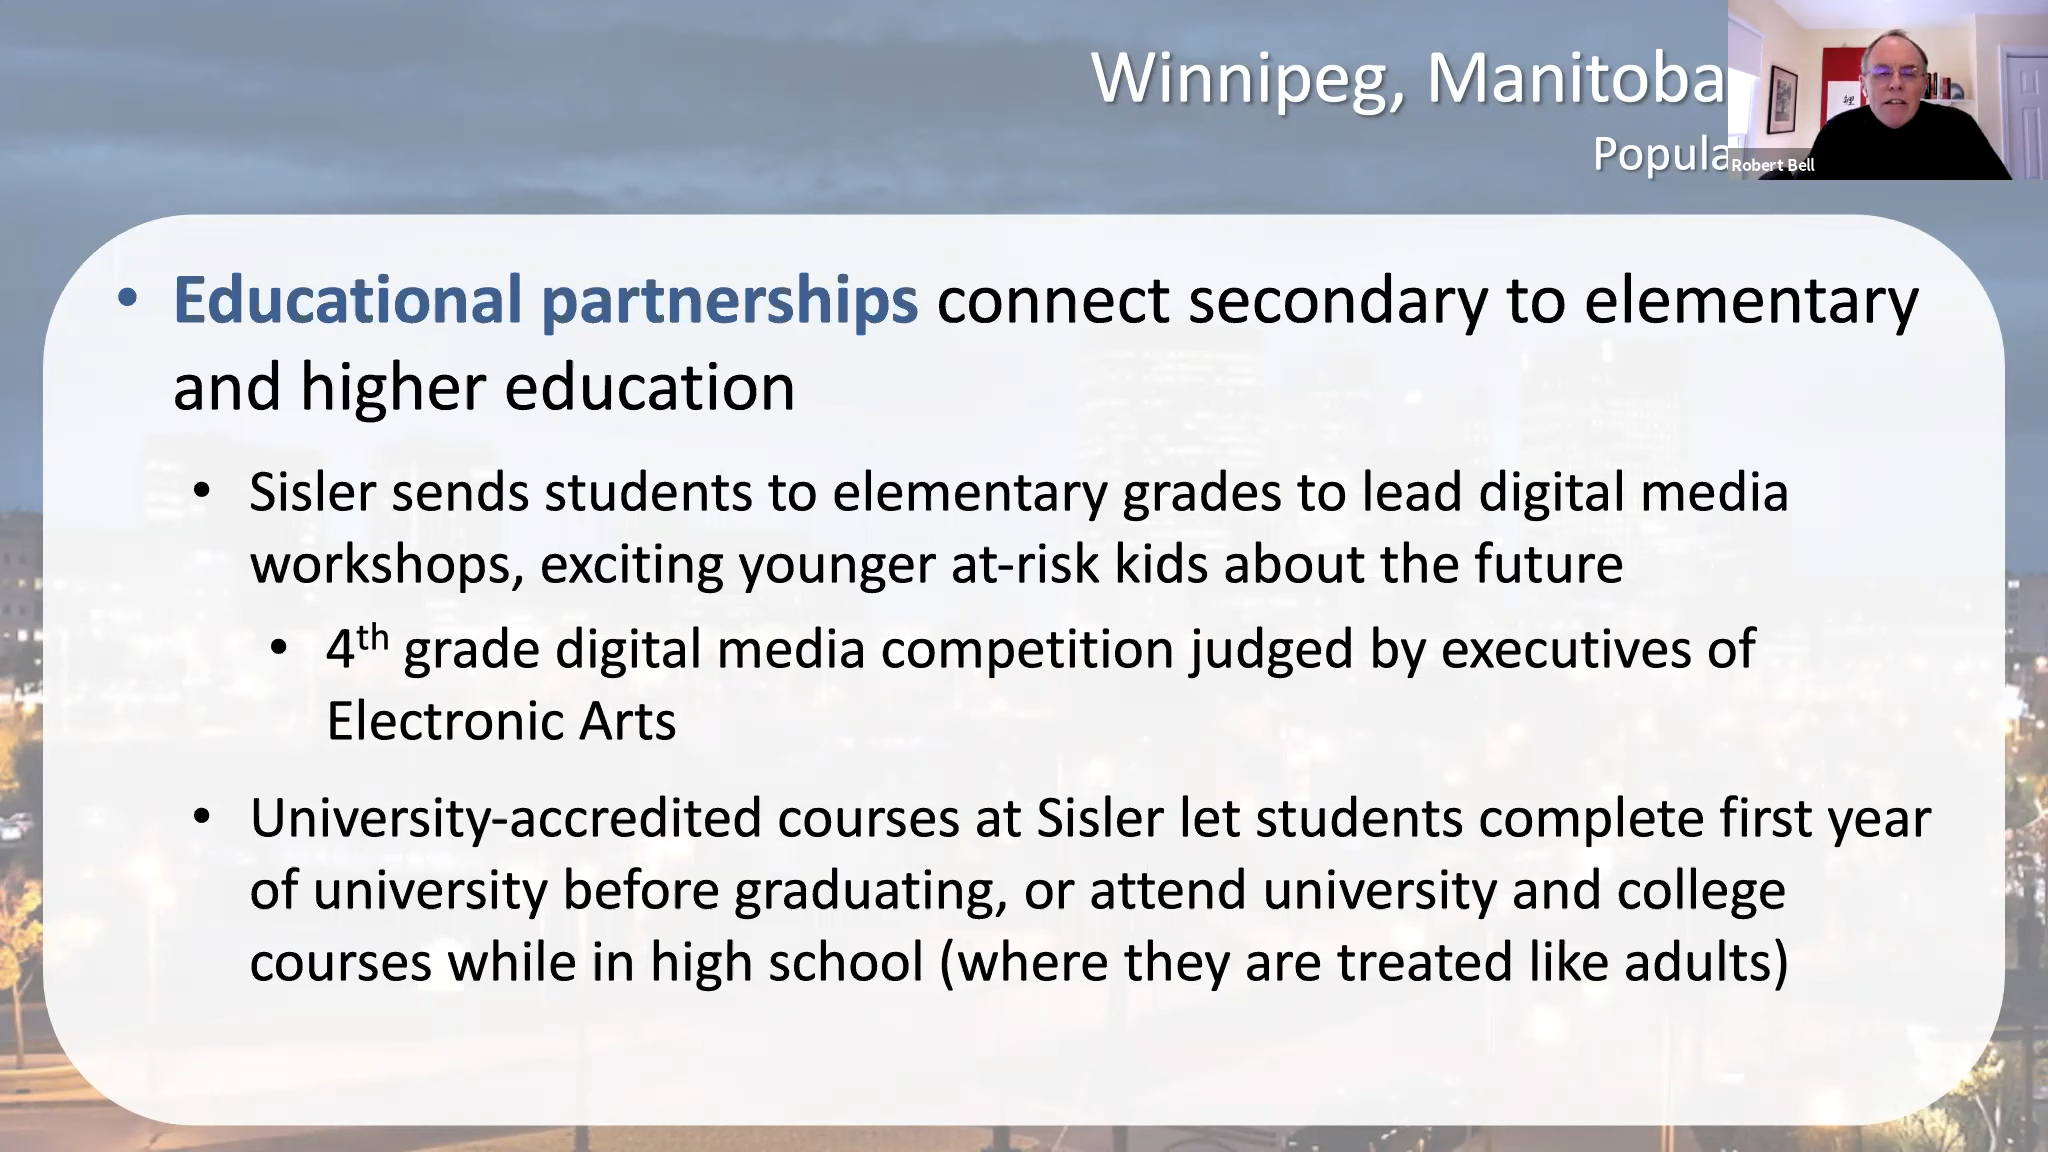 Winnipeg, Manitoba
Robert Bell
• Educational partnerships connect secondary to elementary
and higher education
• Sisler sends students to elementary grades to lead digital media
workshops, exciting younger at-risk kids about the future
• 4th grade digital media competition judged by executives of
Electronic Arts
• University-accredited courses at Sisler let students complete first year
of university before graduating, or attend university and college
courses while in high school (where they are treated like adults)